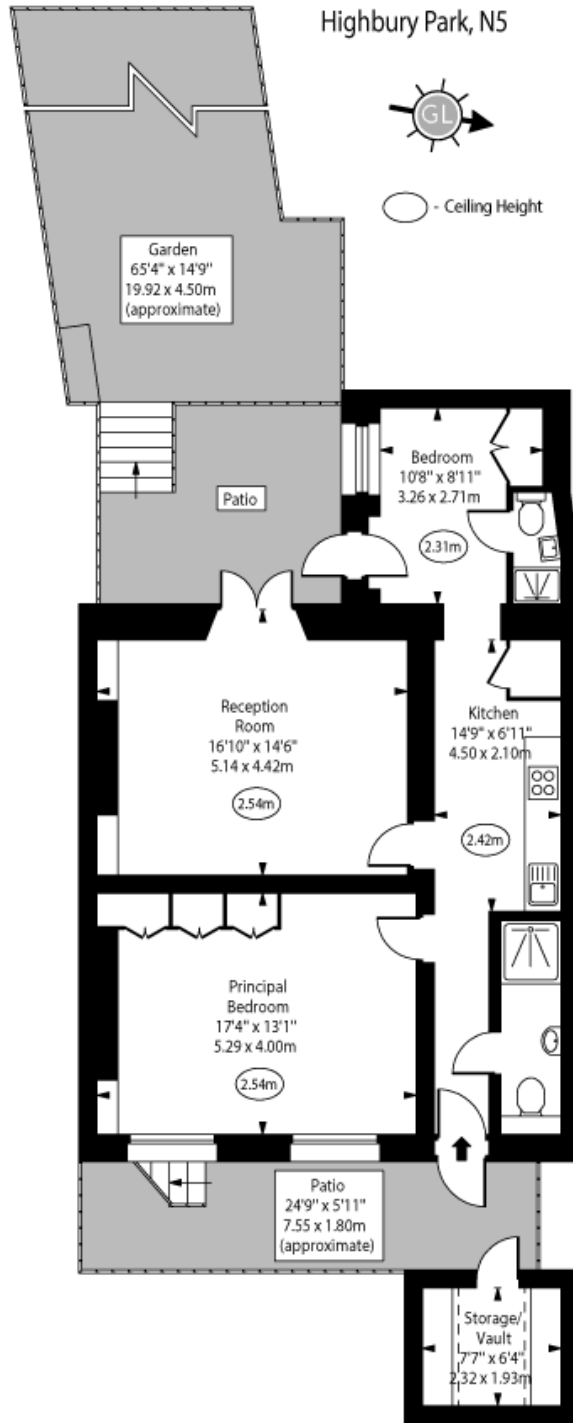 Highbury Park, N5
GL
- Ceiling Height
Garden
65'4" x 14'9"
19.92 x 4.50m
(approximate)
Patio
Bedroom
10'8" x 8'11"
3.26 x 2.71m
2.31m
Reception
Room
16'10" x 14'6"
5.14 x 4.42m
2.54m
Kitchen
14'9" x 6'11"
4.50 x 2.10m
2.42m
Principal
Bedroom
17'4" x 13'1"
5.29 x 4.00m
2.54m
Patio
24'9" x 5'11"
7.55 x 1.80m
(approximate)
Storage/
Vault
7'7" x 6'4"
2.32 x 1.93m